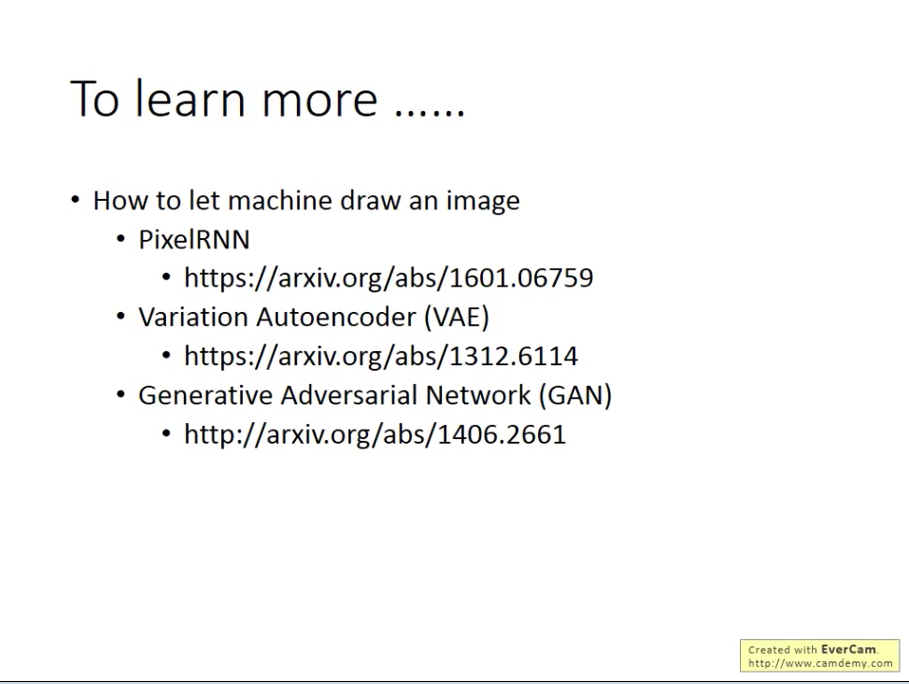 To learn more ......
• How to let machine draw an image
• PixelRNN
• https://arxiv.org/abs/1601.06759
• Variation Autoencoder (VAE)
• https://arxiv.org/abs/1312.6114
• Generative Adversarial Network (GAN)
• http://arxiv.org/abs/1406.2661
Created with EverCam.
http://www.camdemy.com